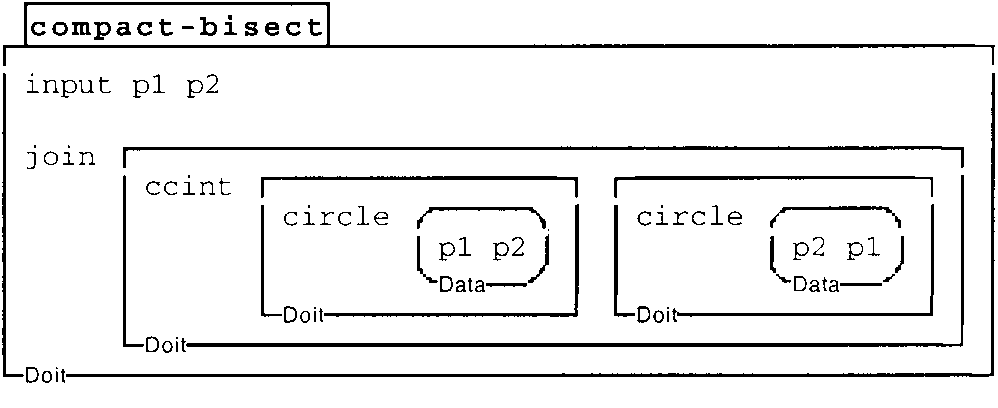 compact-bisect
input p1 p2
join
ccint
circle circle
p1 p2 p2 p1
Data Data
Doit Doit
Doit
Doit